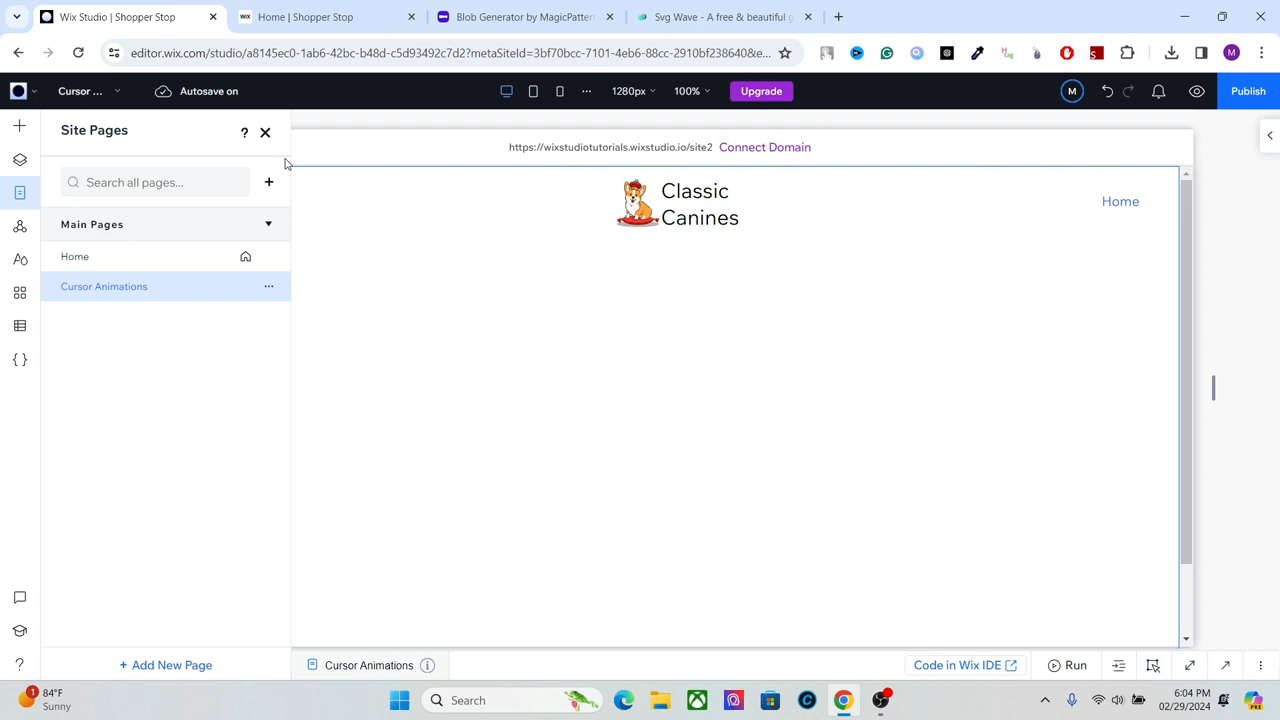 Wix Studio | Shopper Stop
Home | Shopper Stop
Blob Generator by MagicPattern
Svg Wave - A free & beautiful g
editor.wix.com/studio/a8145ec0-1ab6-42bc-b48d-c5d93492c7d2?metaSiteId=3bf70bcc-7101-4eb6-88cc-2910bf238640&e...
M
Cursor ...
Autosave on
1280px
100%
Upgrade
M
Publish
Site Pages
?
https://wixstudiotutorials.wixstudio.io/site2 Connect Domain
Search all pages...
Classic
Canines
Home
Main Pages
Home
Cursor Animations
+ Add New Page
Cursor Animations
Code in Wix IDE
Run
?
1
84°F
Sunny
Search
6:04 PM
02/29/2024